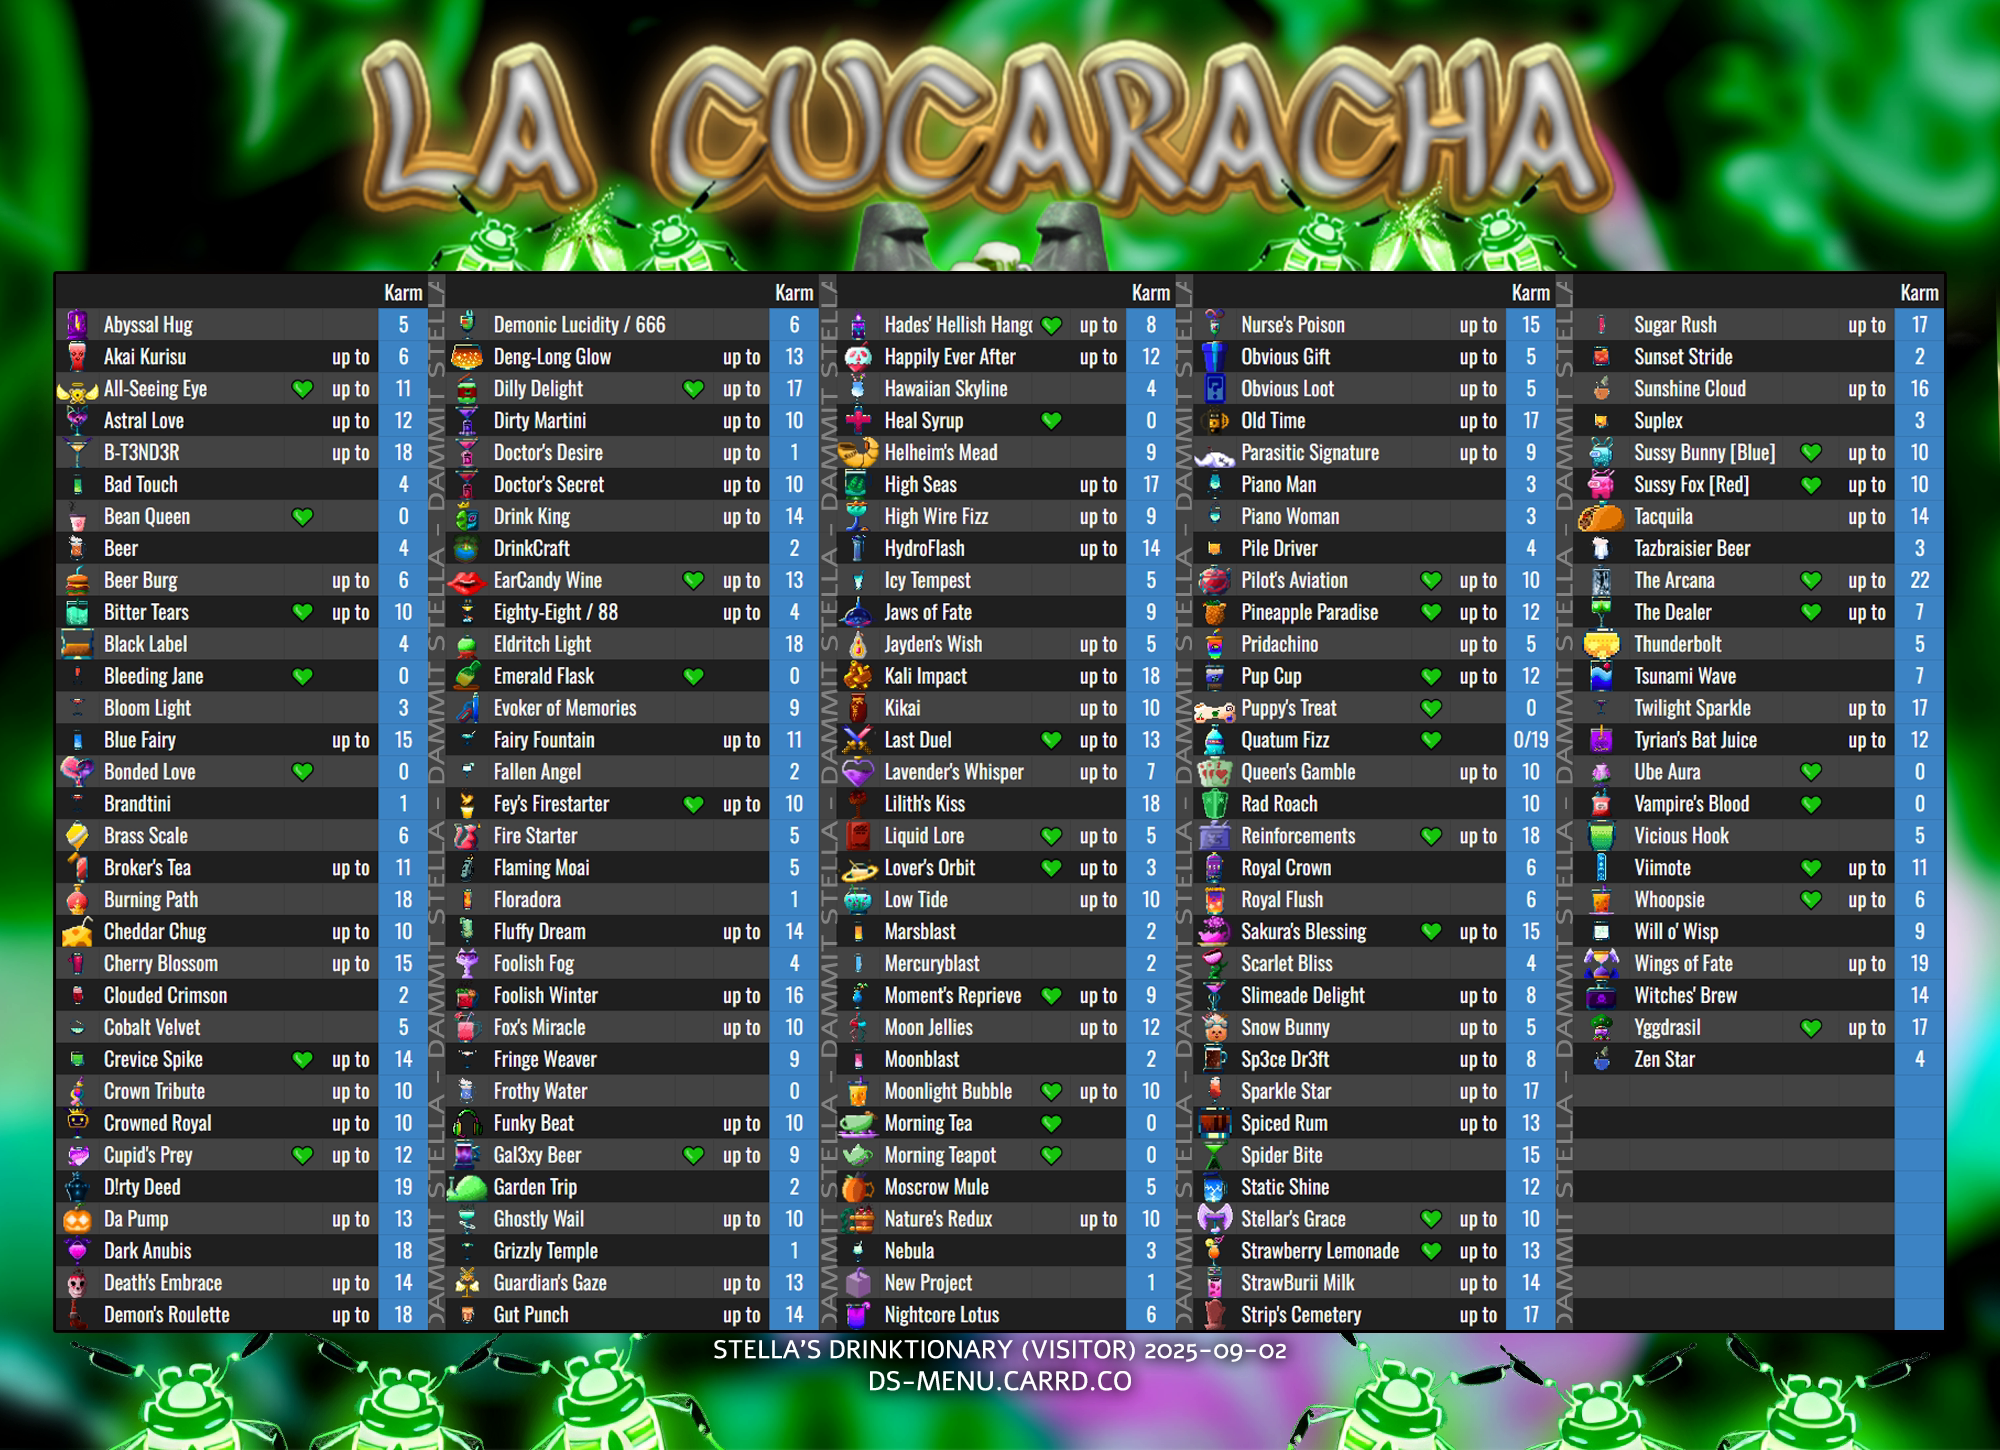 LA CUCARACHA
Karm
Abyssal Hug 5
Akai Kurisu up to 6
All-Seeing Eye up to 11
Astral Love up to 12
B-T3ND3R up to 18
Bad Touch 4
Bean Queen 0
Beer 4
Beer Burg up to 6
Bitter Tears up to 10
Black Label 4
Bleeding Jane 0
Bloom Light 3
Blue Fairy up to 15
Bonded Love 0
Brandtini 1
Brass Scale 6
Broker's Tea up to 11
Burning Path 18
Cheddar Chug up to 10
Cherry Blossom up to 15
Clouded Crimson 2
Cobalt Velvet 5
Crevice Spike up to 14
Crown Tribute up to 10
Crowned Royal up to 10
Cupid's Prey up to 12
D!rty Deed 19
Da Pump up to 13
Dark Anubis 18
Death's Embrace up to 14
Demon's Roulette up to 18
STELLA - DAMMIT STELLA - DAMMIT STELLA - DAMMIT
Karm
Demonic Lucidity / 666 6
Deng-Long Glow up to 13
Dilly Delight up to 17
Dirty Martini up to 10
Doctor's Desire up to 1
Doctor's Secret up to 10
Drink King up to 14
DrinkCraft 2
EarCandy Wine up to 13
Eighty-Eight / 88 up to 4
Eldritch Light 18
Emerald Flask 0
Evoker of Memories 9
Fairy Fountain up to 11
Fallen Angel 2
Fey's Firestarter up to 10
Fire Starter 5
Flaming Moai 5
Floradora 1
Fluffy Dream up to 14
Foolish Fog 4
Foolish Winter up to 16
Fox's Miracle up to 10
Fringe Weaver 9
Frothy Water 0
Funky Beat up to 10
Gal3xy Beer up to 9
Garden Trip 2
Ghostly Wail up to 10
Grizzly Temple 1
Guardian's Gaze up to 13
Gut Punch up to 14
STELLA - DAMMIT STELLA - DAMMIT STELLA - DAMMIT
Karm
Hades' Hellish Hang up to 8
Happily Ever After up to 12
Hawaiian Skyline 4
Heal Syrup 0
Helheim's Mead 9
High Seas up to 17
High Wire Fizz up to 9
HydroFlash up to 14
Icy Tempest 5
Jaws of Fate 9
Jayden's Wish up to 5
Kali Impact up to 18
Kikai up to 10
Last Duel up to 13
Lavender's Whisper up to 7
Lilith's Kiss 18
Liquid Lore up to 5
Lover's Orbit up to 3
Low Tide up to 10
Marsblast 2
Mercuryblast 2
Moment's Reprieve up to 9
Moon Jellies up to 12
Moonblast 2
Moonlight Bubble up to 10
Morning Tea 0
Morning Teapot 0
Moscrow Mule 5
Nature's Redux up to 10
Nebula 3
New Project 1
Nightcore Lotus 6
STELLA - DAMMIT STELLA - DAMMIT STELLA - DAMMIT
Karm
Nurse's Poison up to 15
Obvious Gift up to 5
Obvious Loot up to 5
Old Time up to 17
Parasitic Signature up to 9
Piano Man 3
Piano Woman 3
Pile Driver 4
Pilot's Aviation up to 10
Pineapple Paradise up to 12
Pridachino up to 5
Pup Cup up to 12
Puppy's Treat 0
Quatum Fizz 0/19
Queen's Gamble up to 10
Rad Roach 10
Reinforcements up to 18
Royal Crown 6
Royal Flush 6
Sakura's Blessing up to 15
Scarlet Bliss 4
Slimeade Delight up to 8
Snow Bunny up to 5
Sp3ce Dr3ft up to 8
Sparkle Star up to 17
Spiced Rum up to 13
Spider Bite 15
Static Shine 12
Stellar's Grace up to 10
Strawberry Lemonade up to 13
StrawBurii Milk up to 14
Strip's Cemetery up to 17
STELLA - DAMMIT STELLA - DAMMIT STELLA - DAMMIT
Karm
Sugar Rush up to 17
Sunset Stride 2
Sunshine Cloud up to 16
Suplex 3
Sussy Bunny [Blue] up to 10
Sussy Fox [Red] up to 10
Tacquila up to 14
Tazbraisier Beer 3
The Arcana up to 22
The Dealer up to 7
Thunderbolt 5
Tsunami Wave 7
Twilight Sparkle up to 17
Tyrian's Bat Juice up to 12
Ube Aura 0
Vampire's Blood 0
Vicious Hook 5
Viimote up to 11
Whoopsie up to 6
Will o' Wisp 9
Wings of Fate up to 19
Witches' Brew 14
Yggdrasil up to 17
Zen Star 4
STELLA'S DRINKTIONARY (VISITOR) 2025-09-02
DS-MENU.CARRD.CO